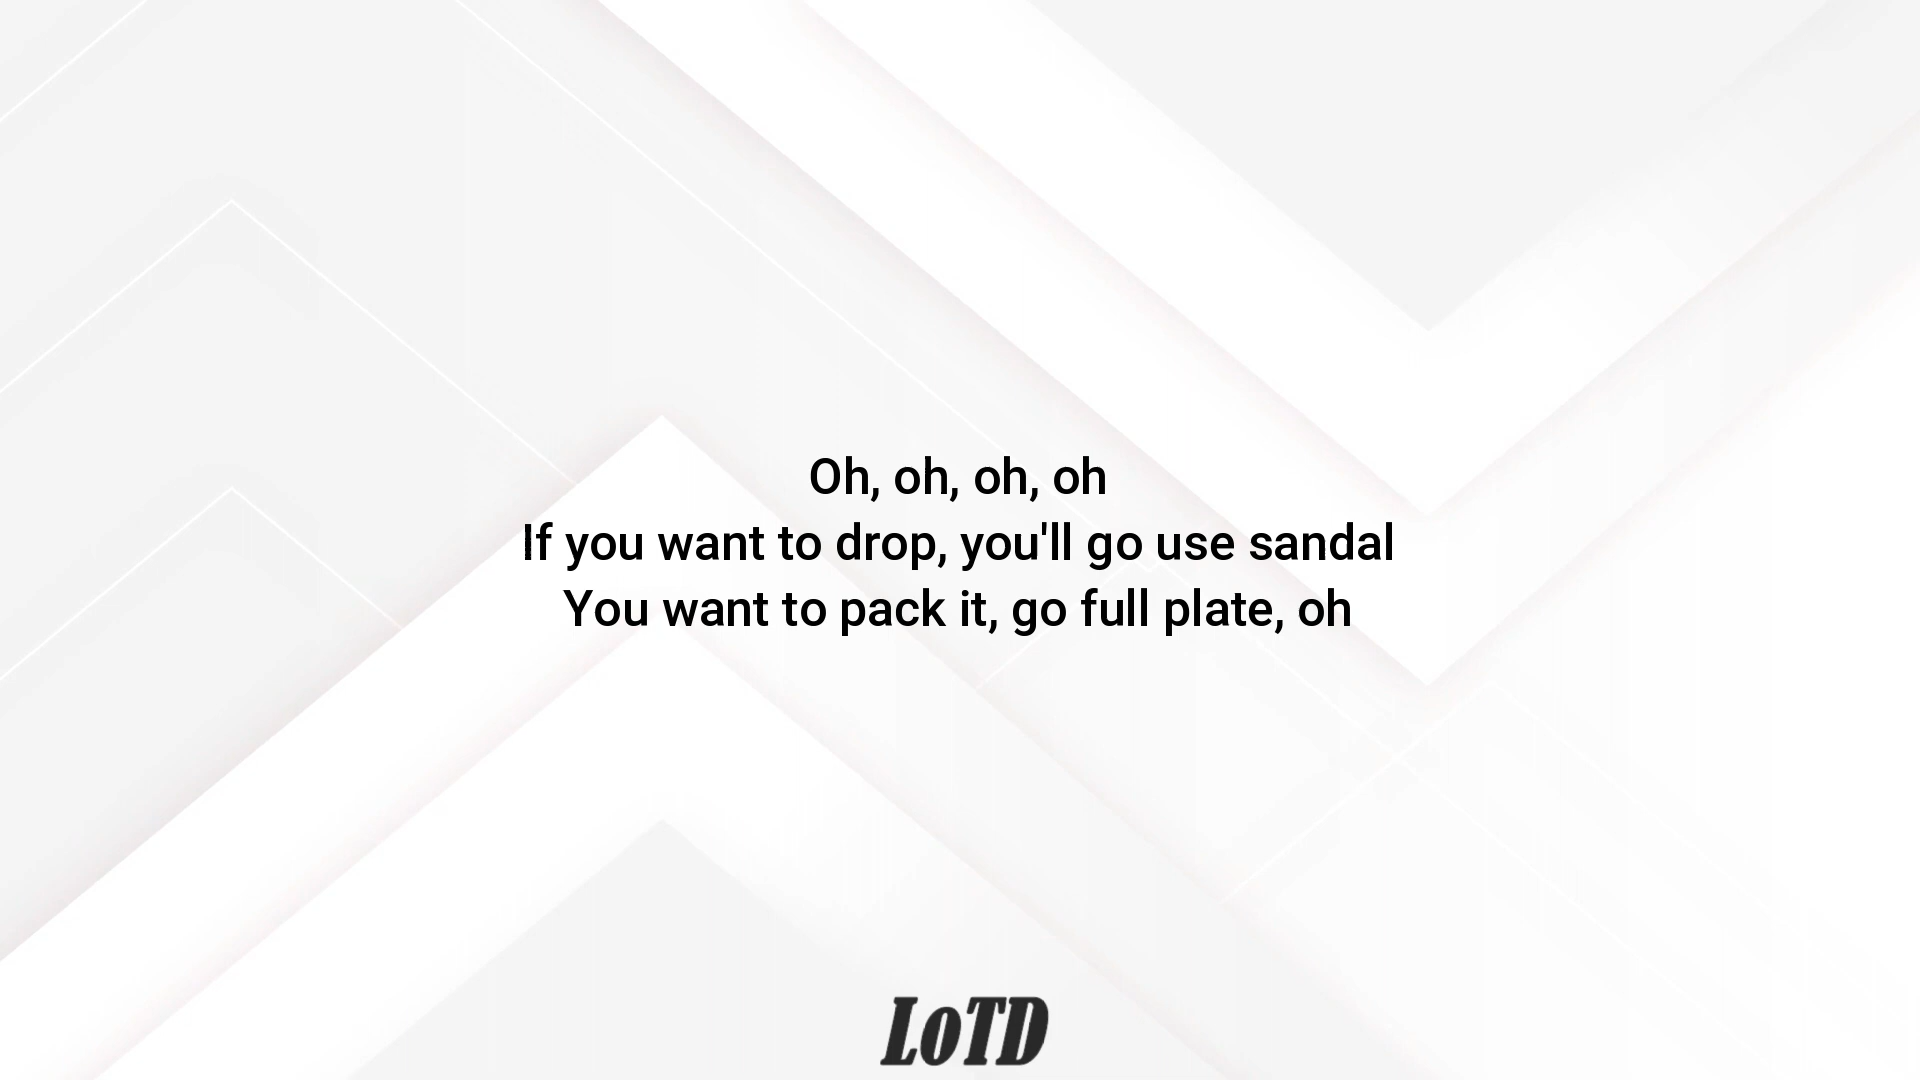 Oh, oh, oh, oh
If you want to drop, you'll go use sandal
You want to pack it, go full plate, oh
LoTD